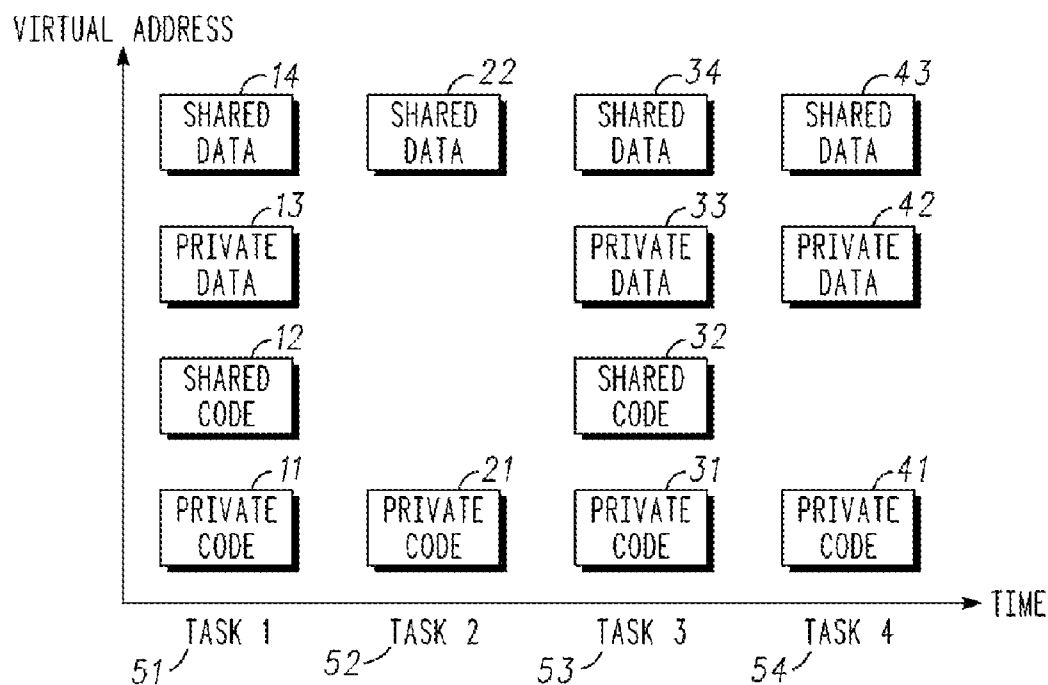 VIRTUAL ADDRESS
14 22 34 43
SHARED DATA SHARED DATA SHARED DATA SHARED DATA
13 33 42
PRIVATE DATA PRIVATE DATA PRIVATE DATA
12 32
SHARED CODE SHARED CODE
11 21 31 41
PRIVATE CODE PRIVATE CODE PRIVATE CODE PRIVATE CODE
TIME
TASK 1 TASK 2 TASK 3 TASK 4
51 52 53 54